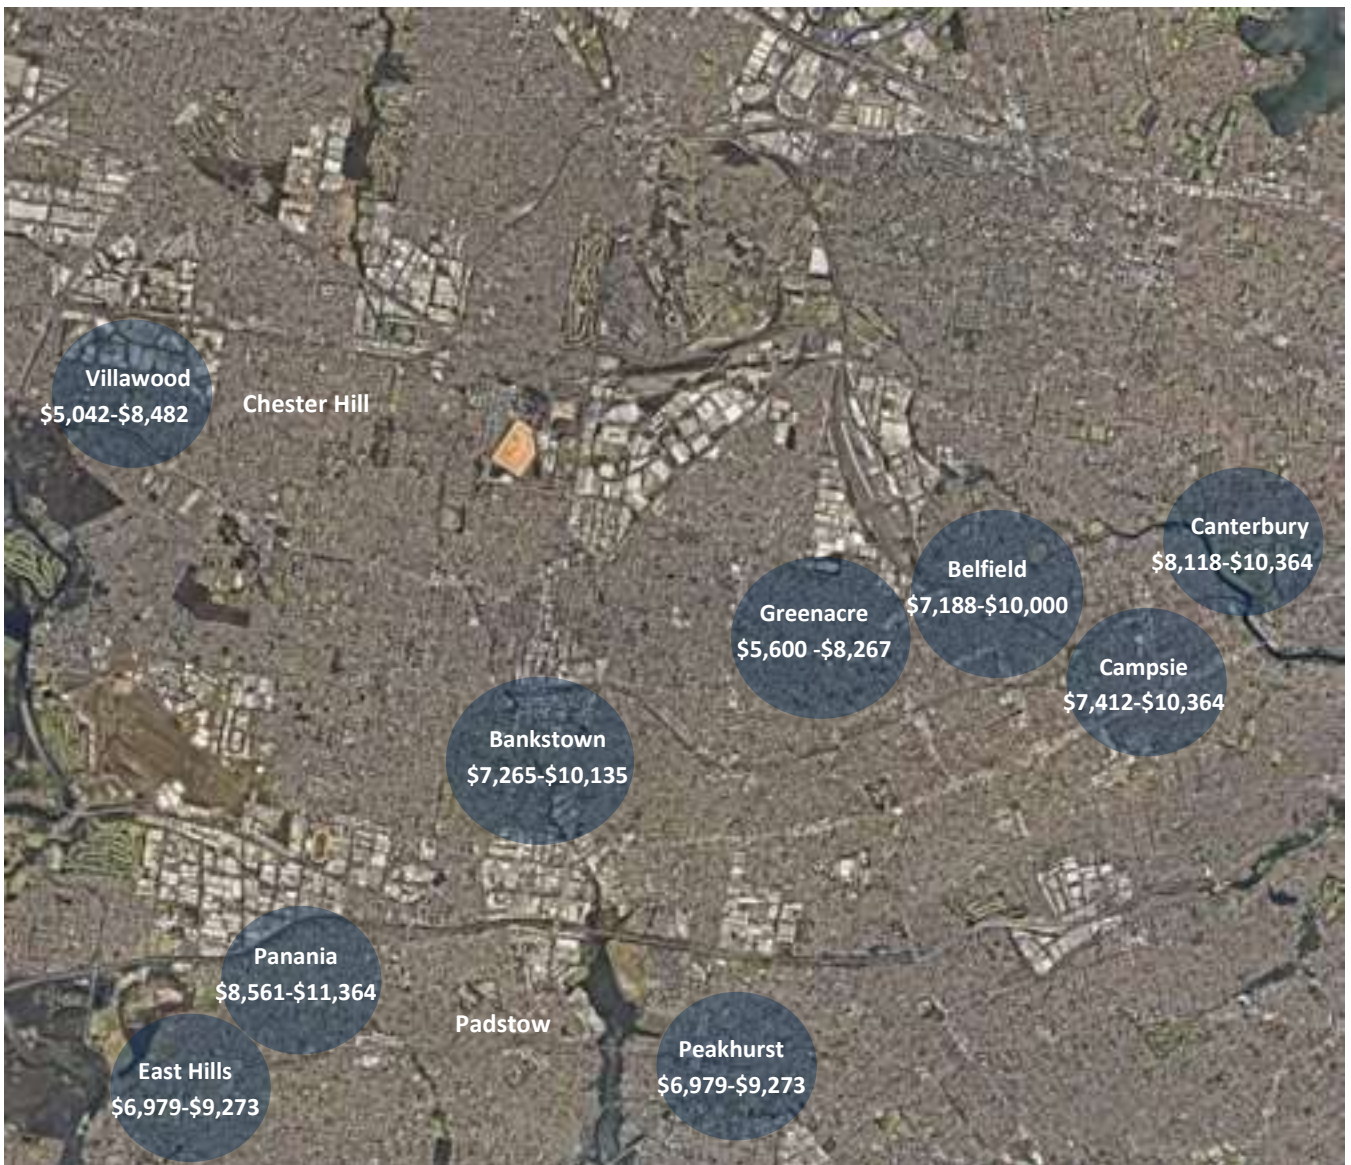 Villawood
$5,042-$8,482
Chester Hill
Canterbury
$8,118-$10,364
Belfield
$7,188-$10,000
Greenacre
$5,600 -$8,267
Campsie
$7,412-$10,364
Bankstown
$7,265-$10,135
Panania
$8,561-$11,364
Padstow
Peakhurst
$6,979-$9,273
East Hills
$6,979-$9,273